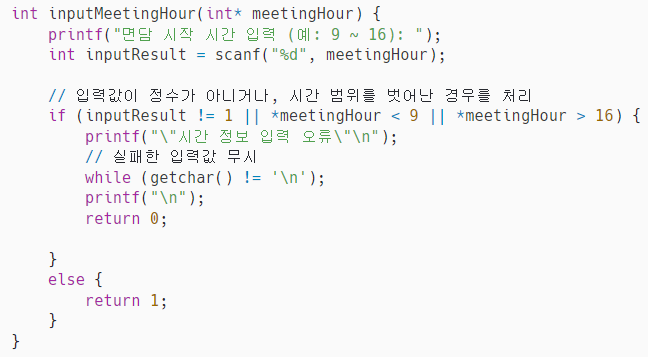 int inputMeetingHour(int* meetingHour) {
    printf("면담 시작 시간 입력 (예: 9 ~ 16): ");
    int inputResult = scanf("%d", meetingHour);

    // 입력값이 정수가 아니거나, 시간 범위를 벗어난 경우를 처리
    if (inputResult != 1 || *meetingHour < 9 || *meetingHour > 16) {
        printf("\"시간 정보 입력 오류\"\n");
        // 실패한 입력값 무시
        while (getchar() != '\n');
        printf("\n");
        return 0;

    }
    else {
        return 1;
    }
}